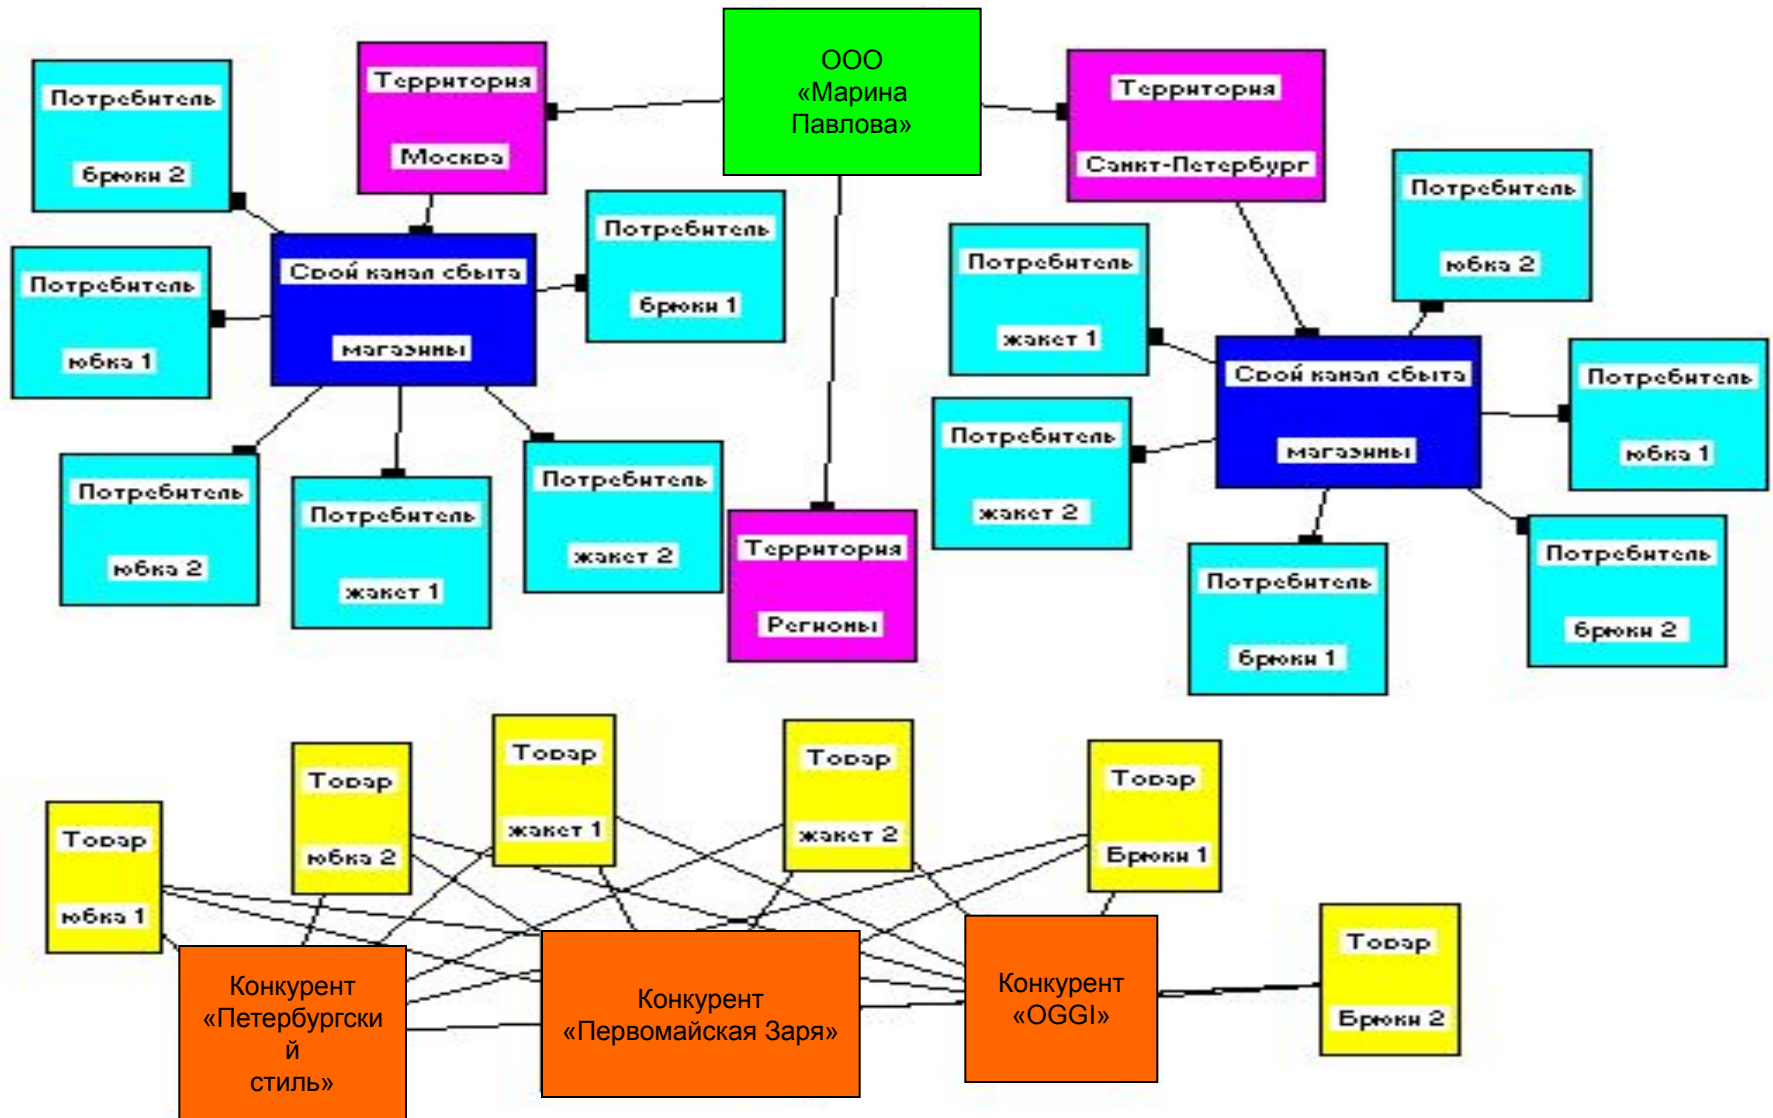 ООО
«Марина
Павлова»
Территория
Москва
Территория
Санкт-Петербург
Потребитель
брюки 2
Потребитель
юбка 1
Свой канал сбыта
магазины
Потребитель
брюки 1
Потребитель
юбка 2
Потребитель
жакет 1
Потребитель
жакет 2
Территория
Регионы
Потребитель
жакет 1
Потребитель
юбка 2
Потребитель
жакет 2
Свой канал сбыта
магазины
Потребитель
юбка 1
Потребитель
брюки 1
Потребитель
брюки 2
Товар
юбка 1
Товар
юбка 2
Товар
жакет 1
Товар
жакет 2
Товар
Брюки 1
Товар
Брюки 2
Конкурент
«Петербургски
й
стиль»
Конкурент
«Первомайская Заря»
Конкурент
«OGGI»